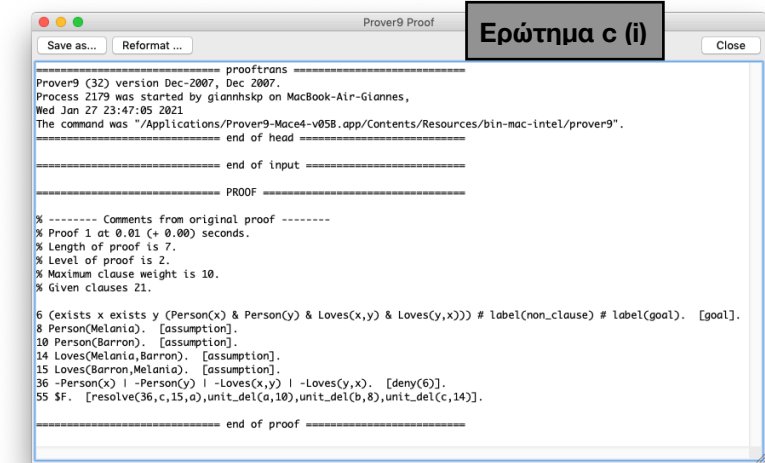 Prover9 Proof
Ερώτημα c (i)
Save as... Reformat ... Close
============================== prooftrans ============================
Prover9 (32) version Dec-2007, Dec 2007.
Process 2179 was started by giannhskp on MacBook-Air-Giannes,
Wed Jan 27 23:47:05 2021
The command was "/Applications/Prover9-Mace4-v05B.app/Contents/Resources/bin-mac-intel/prover9".
============================== end of head ===========================
============================== end of input ==========================
============================== PROOF =================================
% -------- Comments from original proof --------
% Proof 1 at 0.01 (+ 0.00) seconds.
% Length of proof is 7.
% Level of proof is 2.
% Maximum clause weight is 10.
% Given clauses 21.
6 (exists x exists y (Person(x) & Person(y) & Loves(x,y) & Loves(y,x))) # label(non_clause) # label(goal). [goal].
8 Person(Melania). [assumption].
10 Person(Barron). [assumption].
14 Loves(Melania,Barron). [assumption].
15 Loves(Barron,Melania). [assumption].
36 -Person(x) | -Person(y) | -Loves(x,y) | -Loves(y,x). [deny(6)].
55 $F. [resolve(36,c,15,a),unit_del(a,10),unit_del(b,8),unit_del(c,14)].
============================== end of proof ==========================